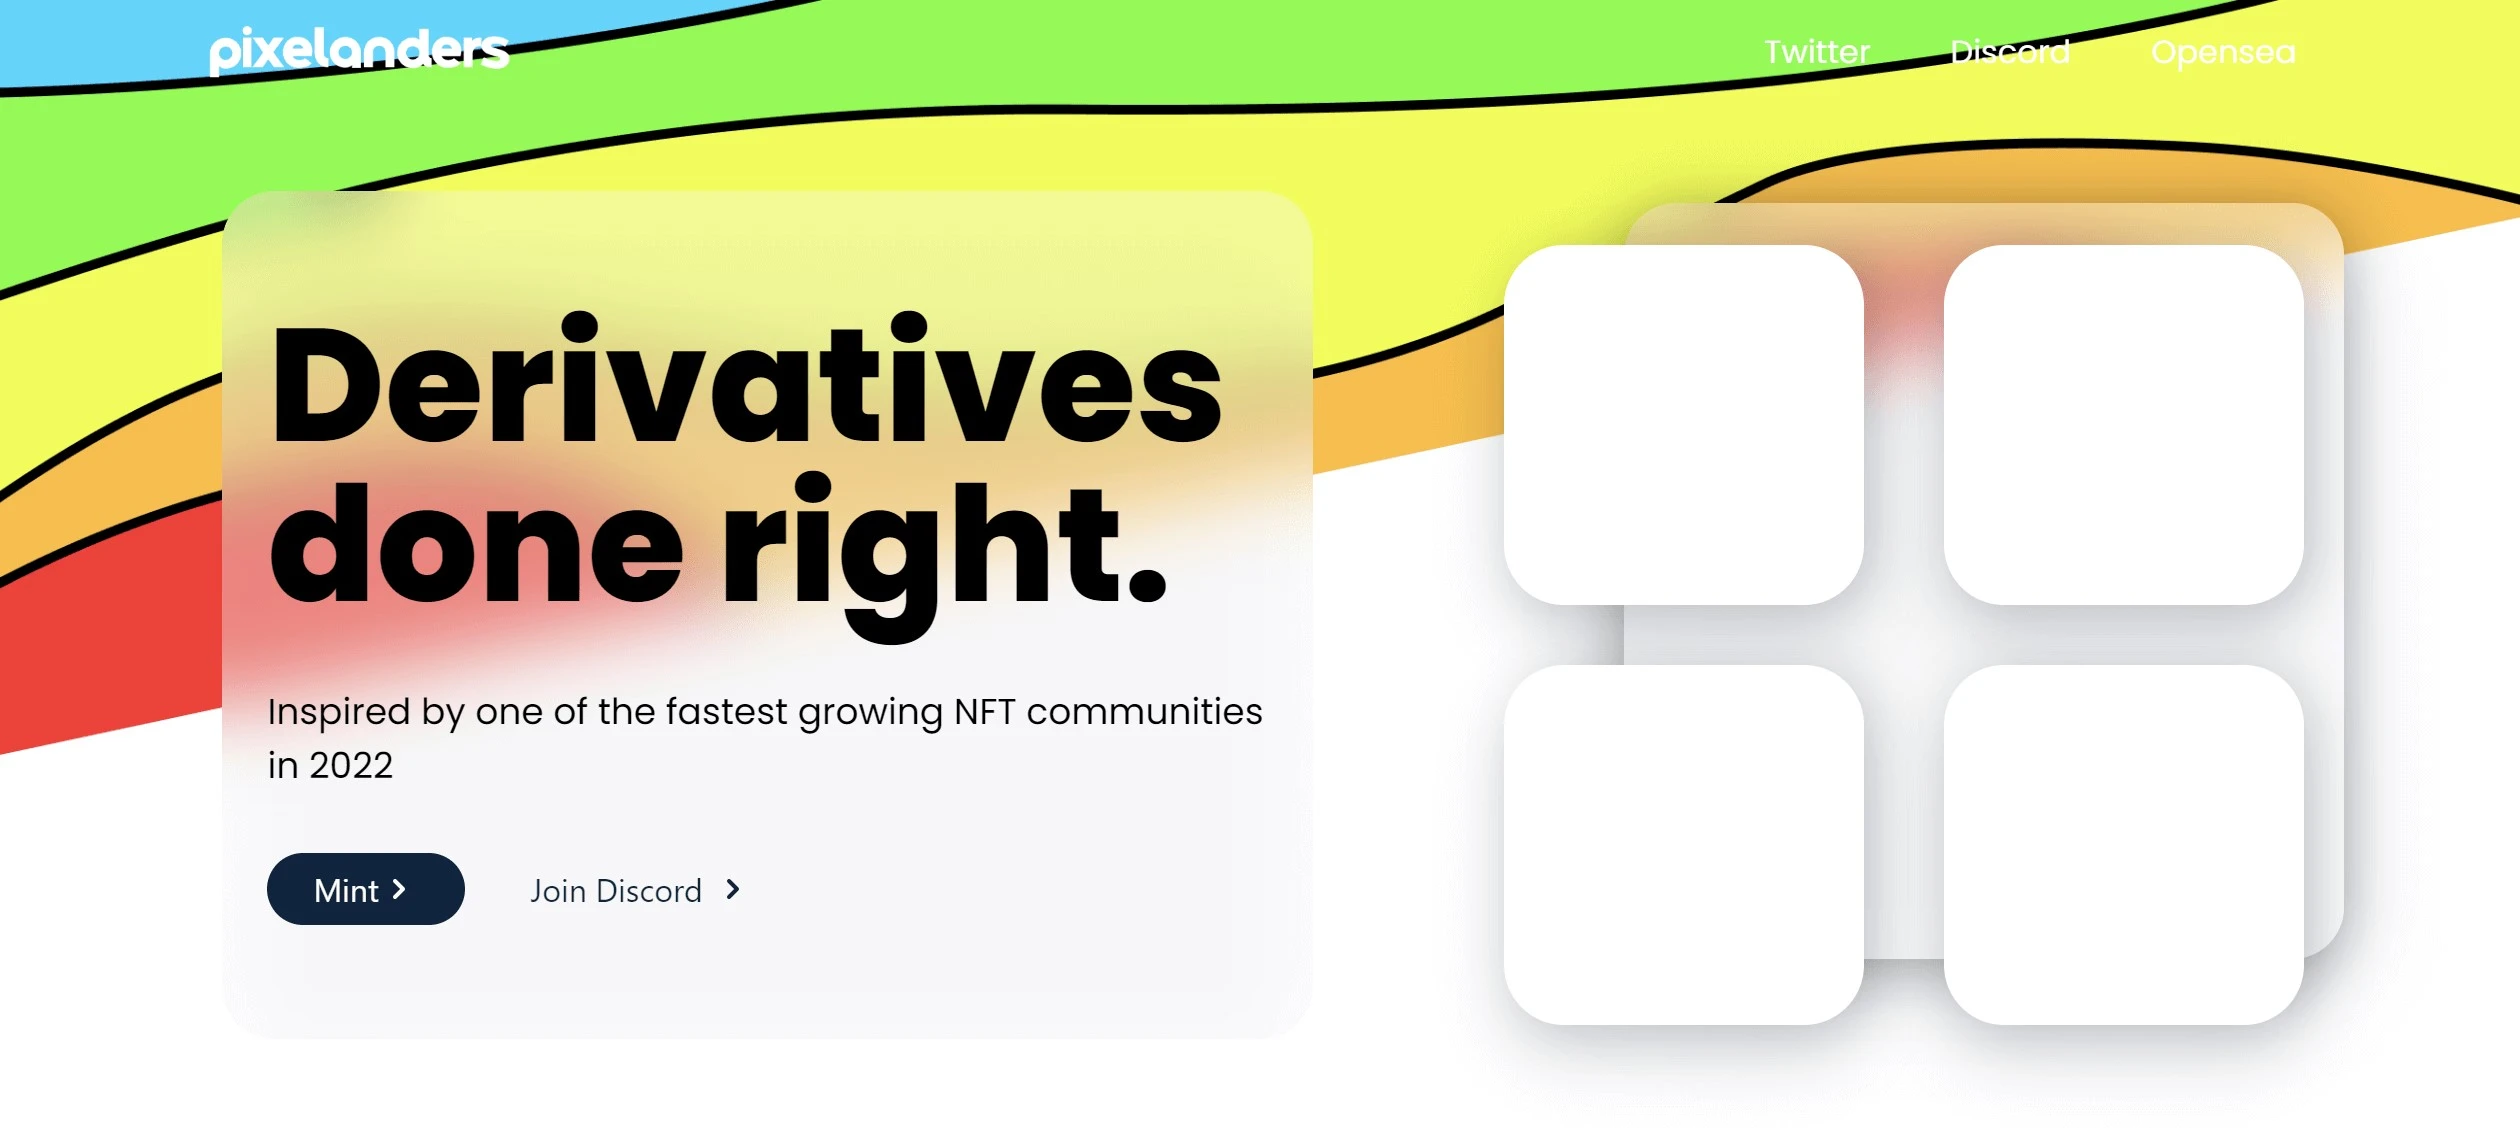 pixelanders
Twitter Discord Opensea
Derivatives
done right.
Inspired by one of the fastest growing NFT communities
in 2022
Mint
Join Discord